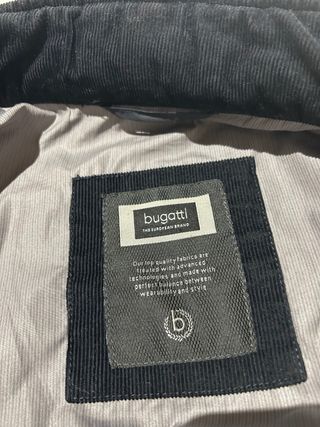 bugatti
THE EUROPEAN BRAND
Our top quality fabrics are
treated with advanced
technologies and made with
perfect balance between
wearability and style
b